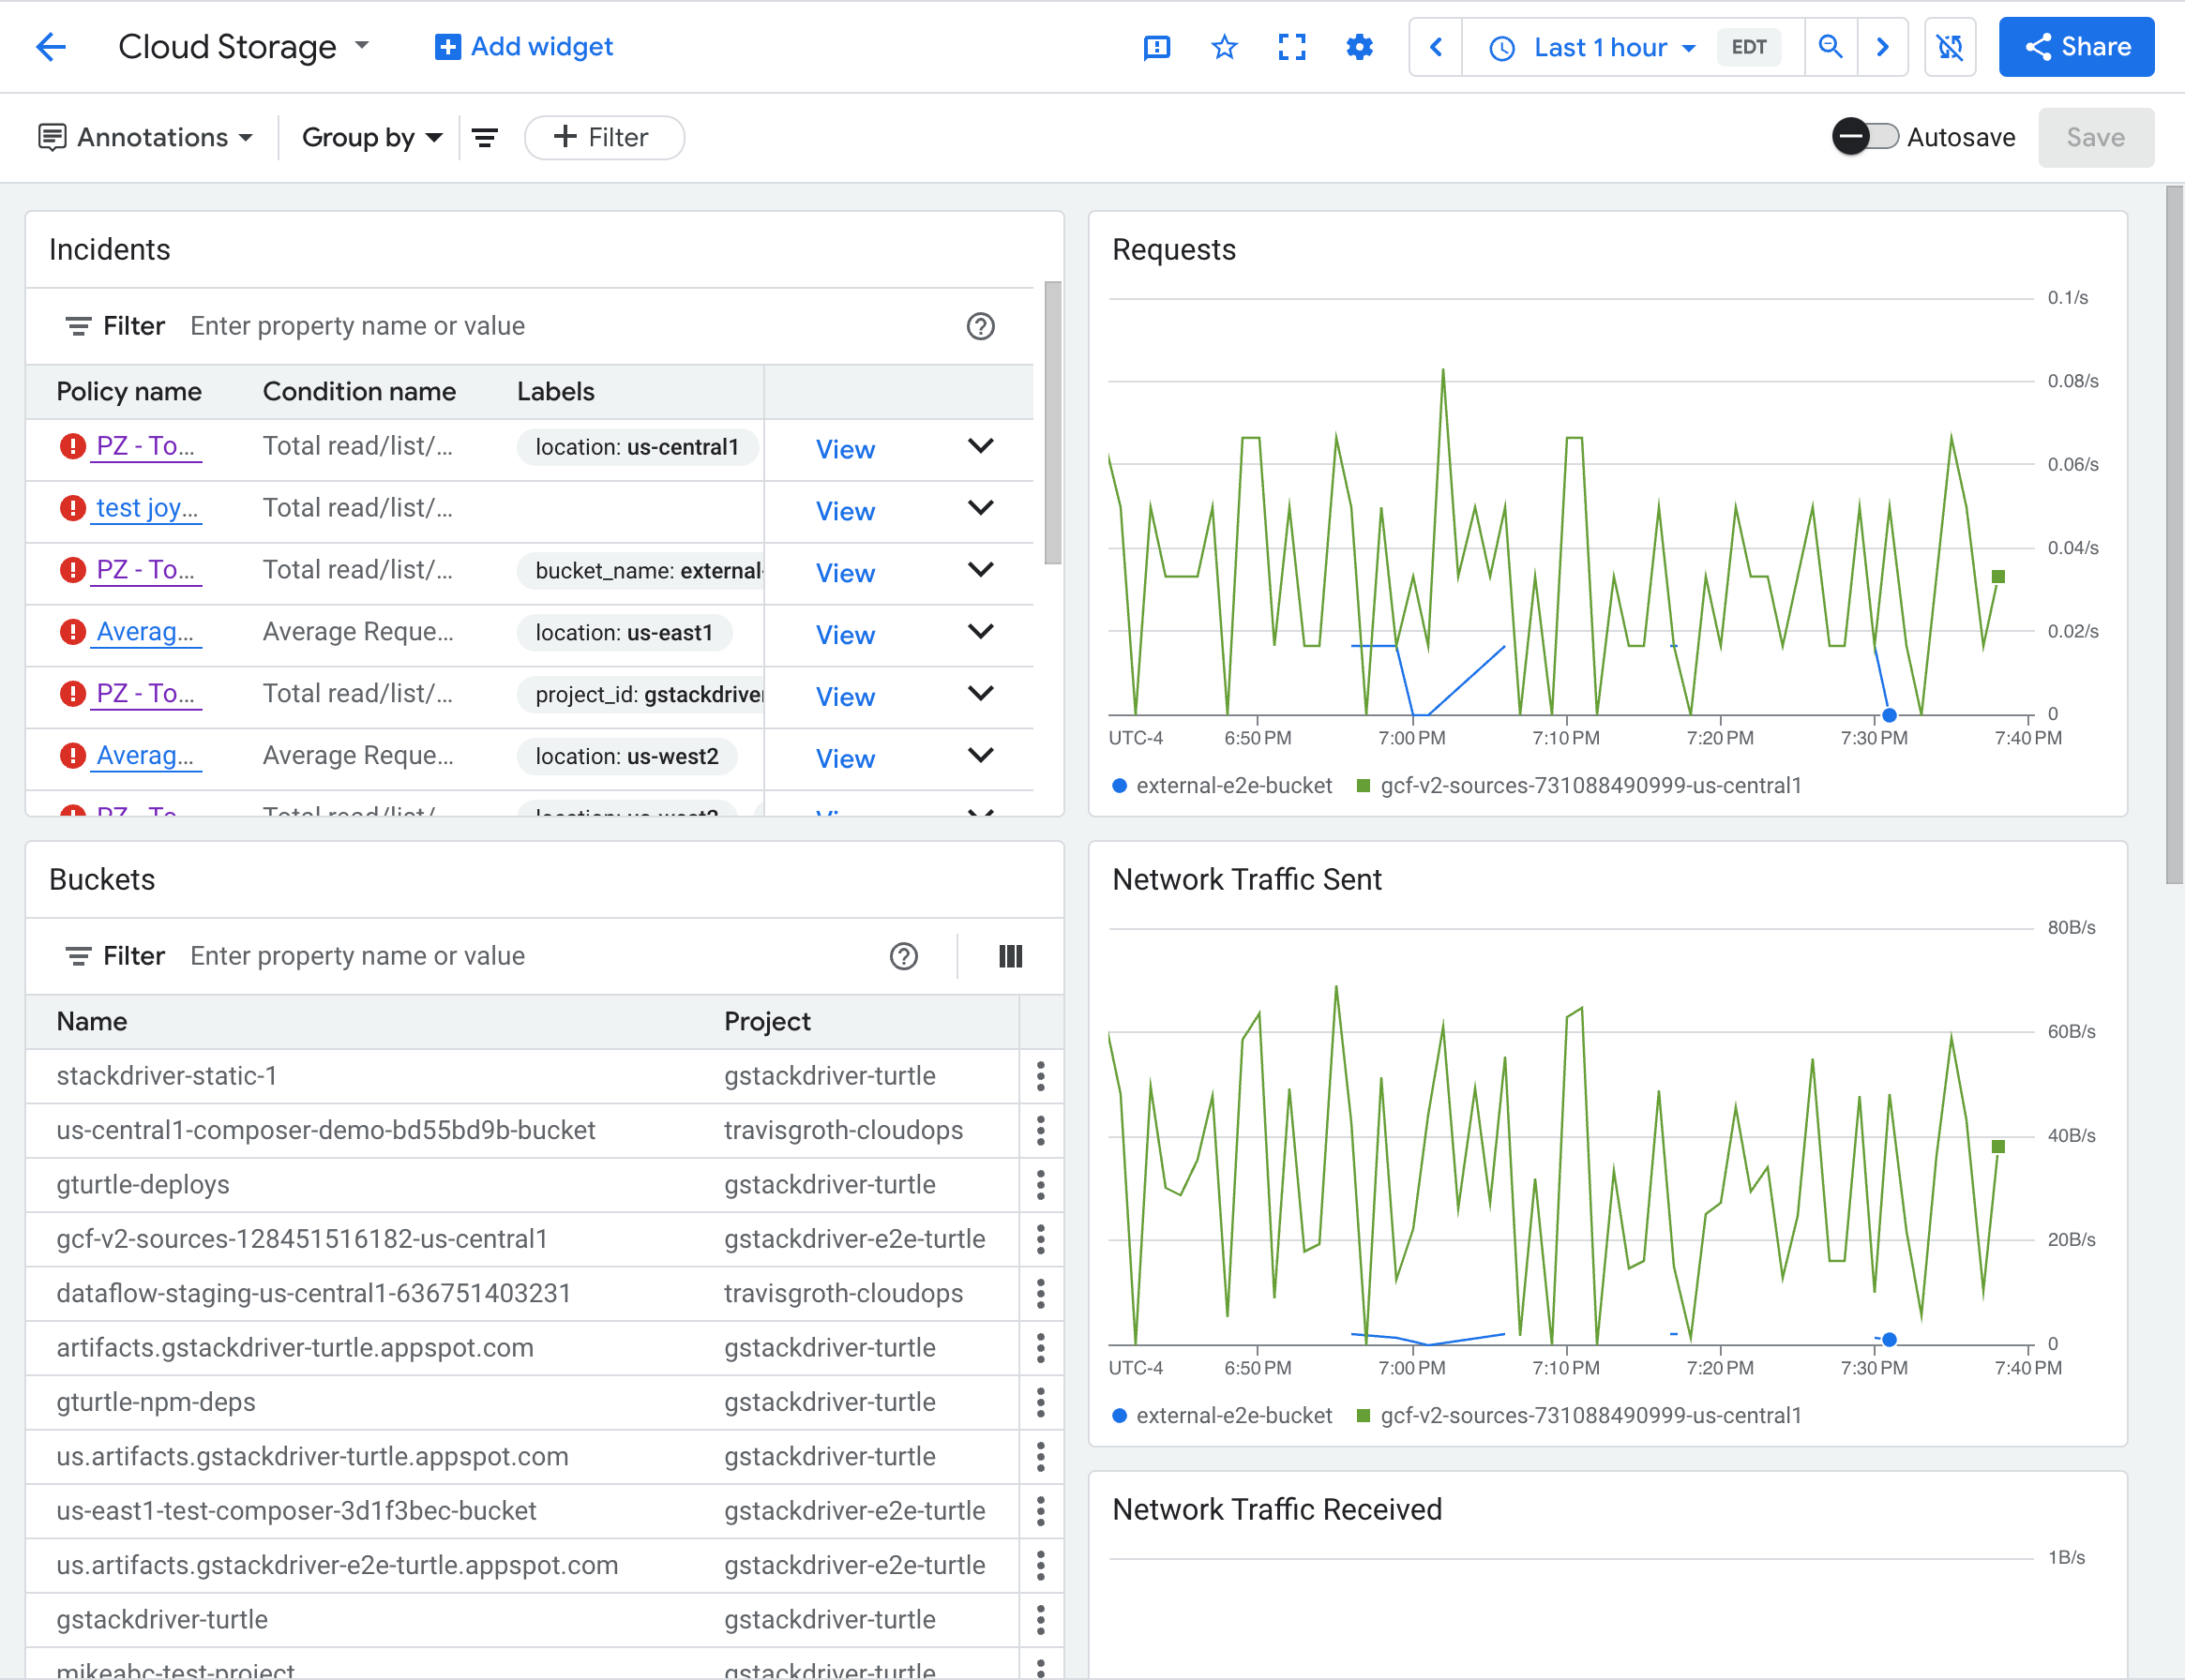 Cloud Storage Add widget Last 1 hour EDT Share
Annotations Group by Filter Autosave Save
Incidents
Filter Enter property name or value
Policy name Condition name Labels
PZ - To... Total read/list/... location: us-central1 View
test joy... Total read/list/... View
PZ - To... Total read/list/... bucket_name: external- View
Averag... Average Reque... location: us-east1 View
PZ - To... Total read/list/... project_id: gstackdriver View
Averag... Average Reque... location: us-west2 View
PZ - To... Total read/list/... location: us-west2
Requests
0.1/s
0.08/s
0.06/s
0.04/s
0.02/s
0
UTC-4 6:50 PM 7:00 PM 7:10 PM 7:20 PM 7:30 PM 7:40 PM
external-e2e-bucket gcf-v2-sources-731088490999-us-central1
Buckets
Filter Enter property name or value
Name Project
stackdriver-static-1 gstackdriver-turtle
us-central1-composer-demo-bd55bd9b-bucket travisgroth-cloudops
gturtle-deploys gstackdriver-turtle
gcf-v2-sources-128451516182-us-central1 gstackdriver-e2e-turtle
dataflow-staging-us-central1-636751403231 travisgroth-cloudops
artifacts.gstackdriver-turtle.appspot.com gstackdriver-turtle
gturtle-npm-deps gstackdriver-turtle
us.artifacts.gstackdriver-turtle.appspot.com gstackdriver-turtle
us-east1-test-composer-3d1f3bec-bucket gstackdriver-e2e-turtle
us.artifacts.gstackdriver-e2e-turtle.appspot.com gstackdriver-e2e-turtle
gstackdriver-turtle gstackdriver-turtle
mikeabc-test-project gstackdriver-turtle
Network Traffic Sent
80B/s
60B/s
40B/s
20B/s
0
UTC-4 6:50 PM 7:00 PM 7:10 PM 7:20 PM 7:30 PM 7:40 PM
external-e2e-bucket gcf-v2-sources-731088490999-us-central1
Network Traffic Received
1B/s